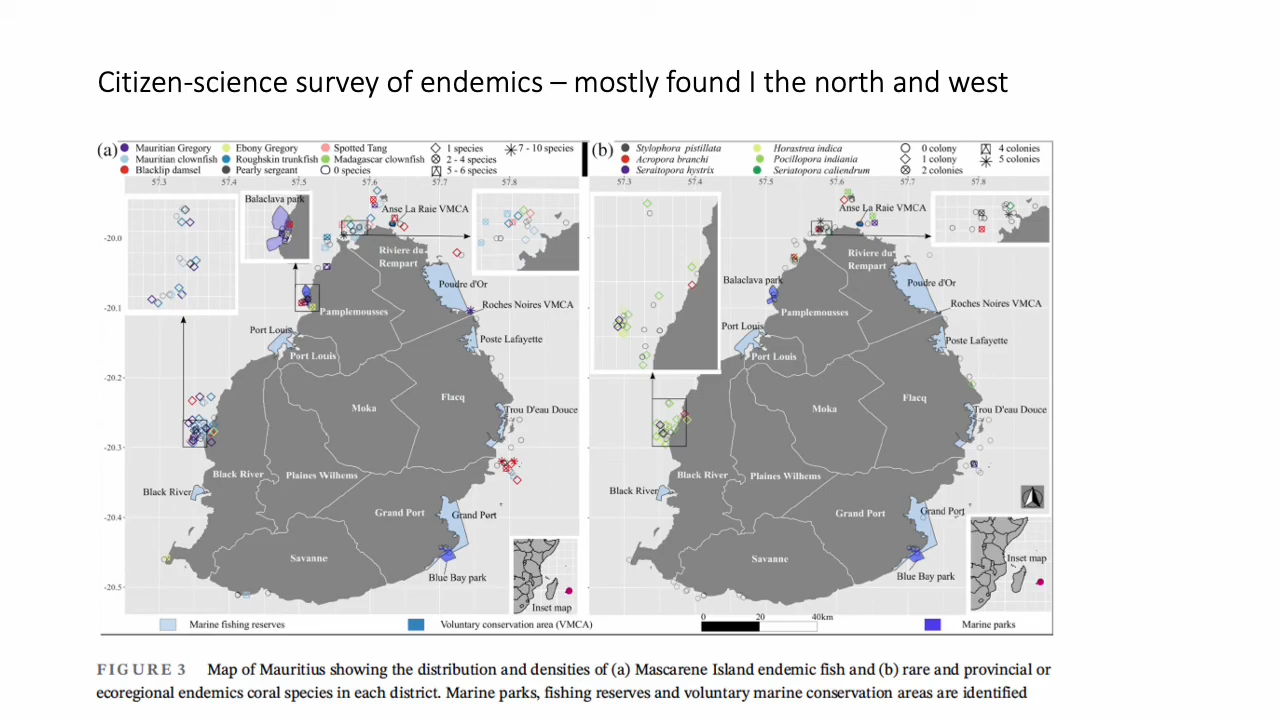 Citizen-science survey of endemics – mostly found I the north and west
(a)
Mauritian Gregory
Ebony Gregory
Spotted Tang
1 species
7 - 10 species
Mauritian clownfish
Roughskin trunkfish
Madagascar clownfish
2 - 4 species
Blacklip damsel
Pearly sergeant
0 species
5 - 6 species
57.3
57.4
57.5
57.6
57.7
57.8
Balaclava park
Anse La Raie VMCA
-20.0
Riviere du
Rempart
Poudre d'Or
-20.1
Roches Noires VMCA
Pamplemousses
Port Louis
Poste Lafayette
Port Louis
-20.2
Flacq
Moka
Trou D'eau Douce
-20.3
Black River
Plaines Wilhems
Black River
Grand Port
Grand Port
-20.4
Savanne
Blue Bay park
-20.5
Inset map
(b)
Stylophora pistillata
Horastrea indica
0 colony
4 colonies
Acropora branchi
Pocillopora indiania
1 colony
5 colonies
Seraitopora hystrix
Seriatopora caliendrum
2 colonies
57.3
57.5
57.6
57.7
57.8
Anse La Raie VMCA
Riviere du
Rempart
Balaclava park
Poudre d'Or
Roches Noires VMCA
Pamplemousses
Port Louis
Poste Lafayette
Port Louis
-20.2
Flacq
Moka
Trou D'eau Douce
-20.3
Black River
Plaines Wilhems
Black River
Grand Port
Grand Port
-20.4
Savanne
Blue Bay park
-20.5
Inset map
Marine fishing reserves
Voluntary conservation area (VMCA)
0
20
40km
Marine parks
FIGURE 3 Map of Mauritius showing the distribution and densities of (a) Mascarene Island endemic fish and (b) rare and provincial or
ecoregional endemics coral species in each district. Marine parks, fishing reserves and voluntary marine conservation areas are identified